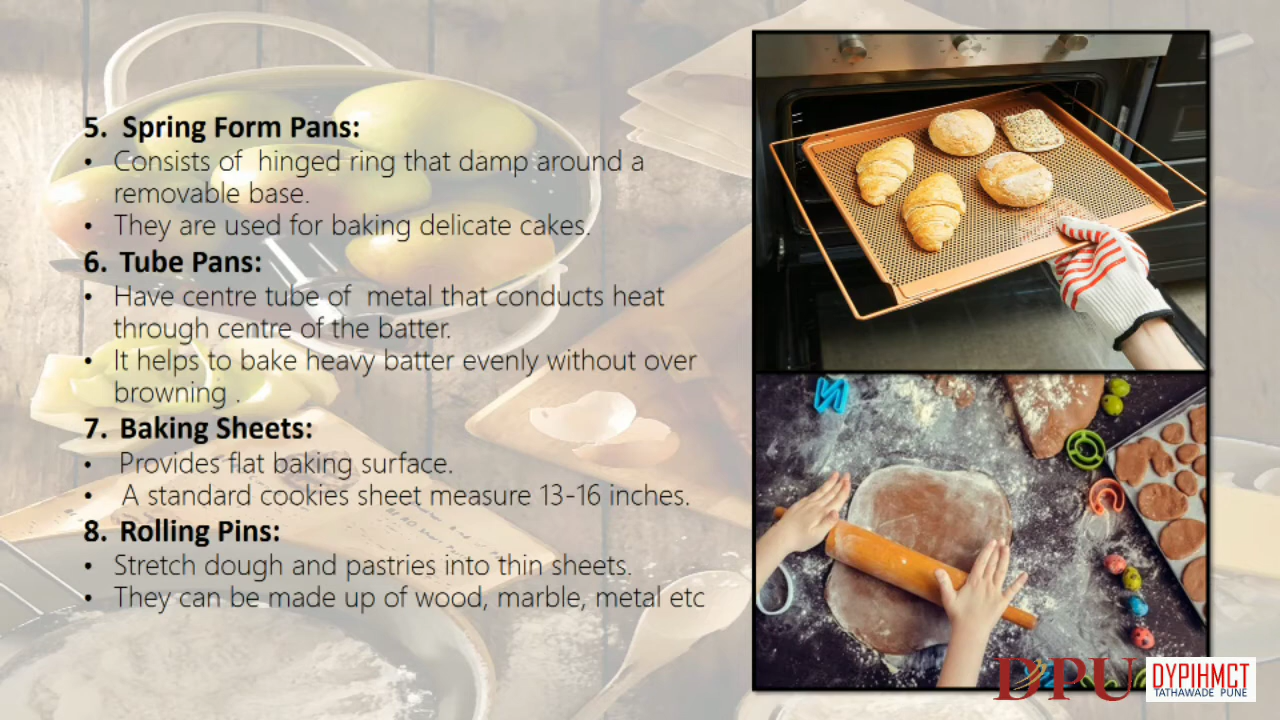 5. Spring Form Pans:
• Consists of hinged ring that damp around a
removable base.
• They are used for baking delicate cakes.
6. Tube Pans:
• Have centre tube of metal that conducts heat
through centre of the batter.
• It helps to bake heavy batter evenly without over
browning .
7. Baking Sheets:
• Provides flat baking surface.
• A standard cookies sheet measure 13-16 inches.
8. Rolling Pins:
• Stretch dough and pastries into thin sheets.
• They can be made up of wood, marble, metal etc
DPU
DYPIHMCT
TATHAWADE PUNE